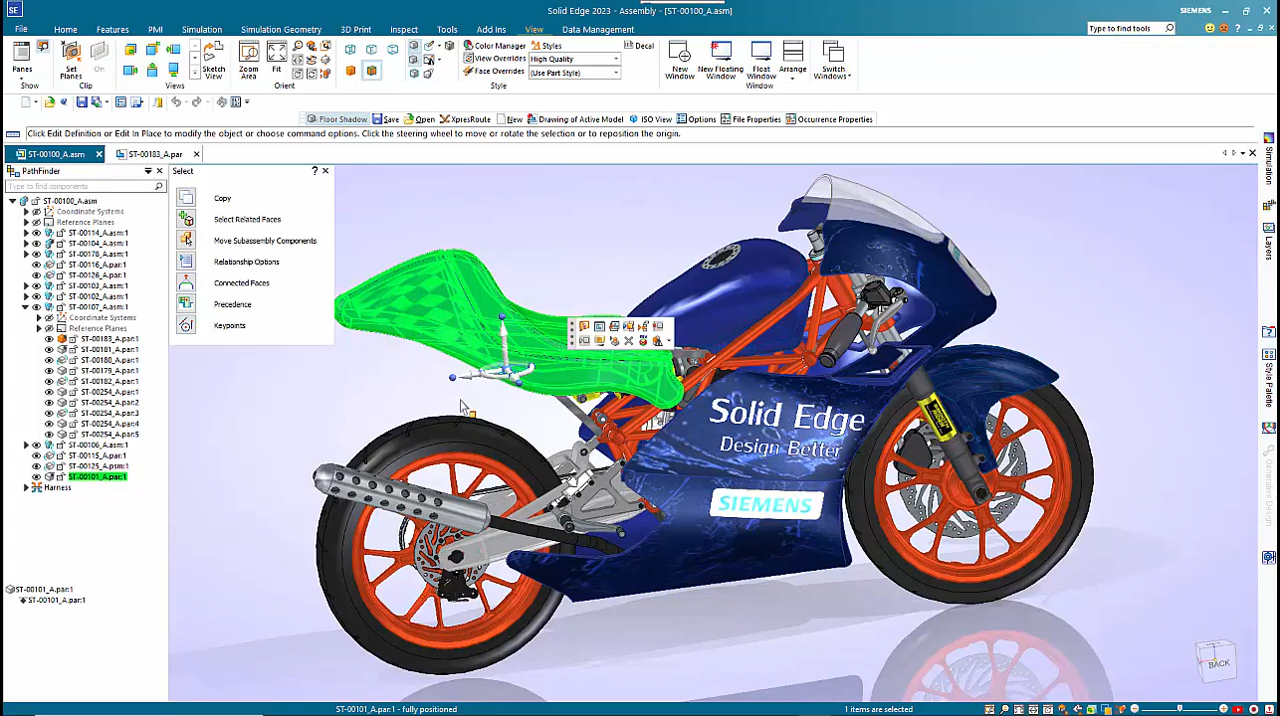 SE
Solid Edge 2023 - Assembly - [ST-00100_A.asm]
SIEMENS
File Home Features PMI Simulation Simulation Geometry 3D Print Inspect Tools Add Ins View Data Management
Type to find tools
Panes
Set Planes
On
Sketch View
Zoom Area
Fit
Color Manager
View Overrides
Face Overrides
Styles
High Quality
(Use Part Style)
Decal
New Window
New Floating Window
Float Window
Arrange
Switch Windows
Show Clip Views Orient Style Window
Floor Shadow Save Open XpresRoute New Drawing of Active Model ISO View Options File Properties Occurrence Properties
Click Edit Definition or Edit In Place to modify the object or choose command options. Click the steering wheel to move or rotate the selection or to reposition the origin.
ST-00100_A.asm ST-00183_A.par
PathFinder
Type to find components
ST-00100_A.asm
Coordinate Systems
Reference Planes
ST-00114_A.asm:1
ST-00104_A.asm:1
ST-00178_A.asm:1
ST-00116_A.par:1
ST-00126_A.par:1
ST-00103_A.asm:1
ST-00102_A.asm:1
ST-00107_A.asm:1
Coordinate Systems
Reference Planes
ST-00183_A.par:1
ST-00181_A.par:1
ST-00180_A.par:1
ST-00179_A.par:1
ST-00182_A.par:1
ST-00254_A.par:1
ST-00254_A.par:2
ST-00254_A.par:3
ST-00254_A.par:4
ST-00254_A.par:5
ST-00106_A.asm:1
ST-00115_A.par:1
ST-00125_A.psm:1
ST-00101_A.par:1
Harness
ST-00101_A.par:1
ST-00101_A.par:1
Select
?
Copy
Select Related Faces
Move Subassembly Components
Relationship Options
Connected Faces
Precedence
Keypoints
Solid Edge
Design Better
SIEMENS
BACK
Simulation
Layers
Style Palette
Generative Design
ST-00101_A.par:1 - fully positioned
1 items are selected